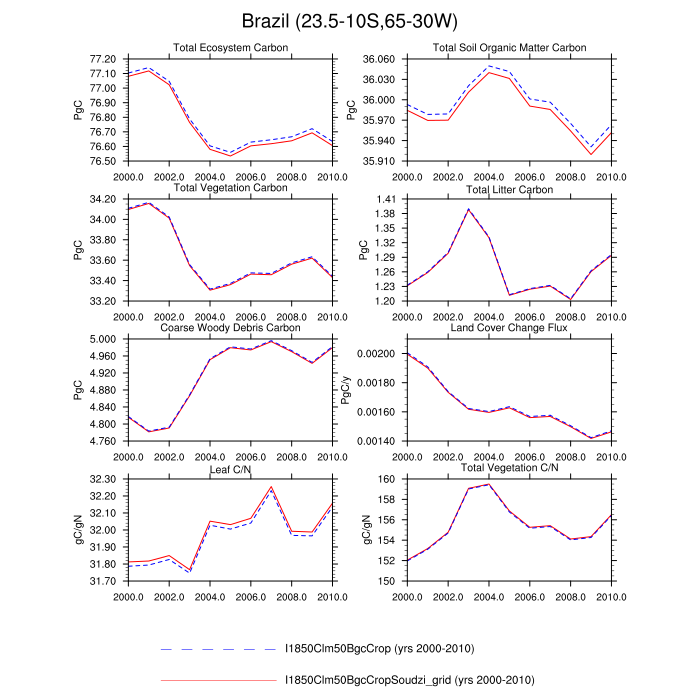 Brazil (23.5-10S,65-30W)
Total Ecosystem Carbon
PgC
77.20
77.10
77.00
76.90
76.80
76.70
76.60
76.50
2000.0 2002.0 2004.0 2006.0 2008.0 2010.0
Total Soil Organic Matter Carbon
PgC
36.060
36.030
36.000
35.970
35.940
35.910
2000.0 2002.0 2004.0 2006.0 2008.0 2010.0
Total Vegetation Carbon
PgC
34.20
34.00
33.80
33.60
33.40
33.20
2000.0 2002.0 2004.0 2006.0 2008.0 2010.0
Total Litter Carbon
PgC
1.41
1.38
1.35
1.32
1.29
1.26
1.23
1.20
2000.0 2002.0 2004.0 2006.0 2008.0 2010.0
Coarse Woody Debris Carbon
PgC
5.000
4.960
4.920
4.880
4.840
4.800
4.760
2000.0 2002.0 2004.0 2006.0 2008.0 2010.0
Land Cover Change Flux
PgC/y
0.00200
0.00180
0.00160
0.00140
2000.0 2002.0 2004.0 2006.0 2008.0 2010.0
Leaf C/N
gC/gN
32.30
32.20
32.10
32.00
31.90
31.80
31.70
2000.0 2002.0 2004.0 2006.0 2008.0 2010.0
Total Vegetation C/N
gC/gN
160
158
156
154
152
150
2000.0 2002.0 2004.0 2006.0 2008.0 2010.0
I1850Clm50BgcCrop (yrs 2000-2010)
I1850Clm50BgcCropSoudzi_grid (yrs 2000-2010)